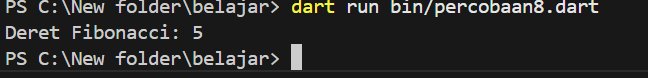 PS C:\New folder\belajar> dart run bin/percobaan8.dart
Deret Fibonacci: 5
PS C:\New folder\belajar>